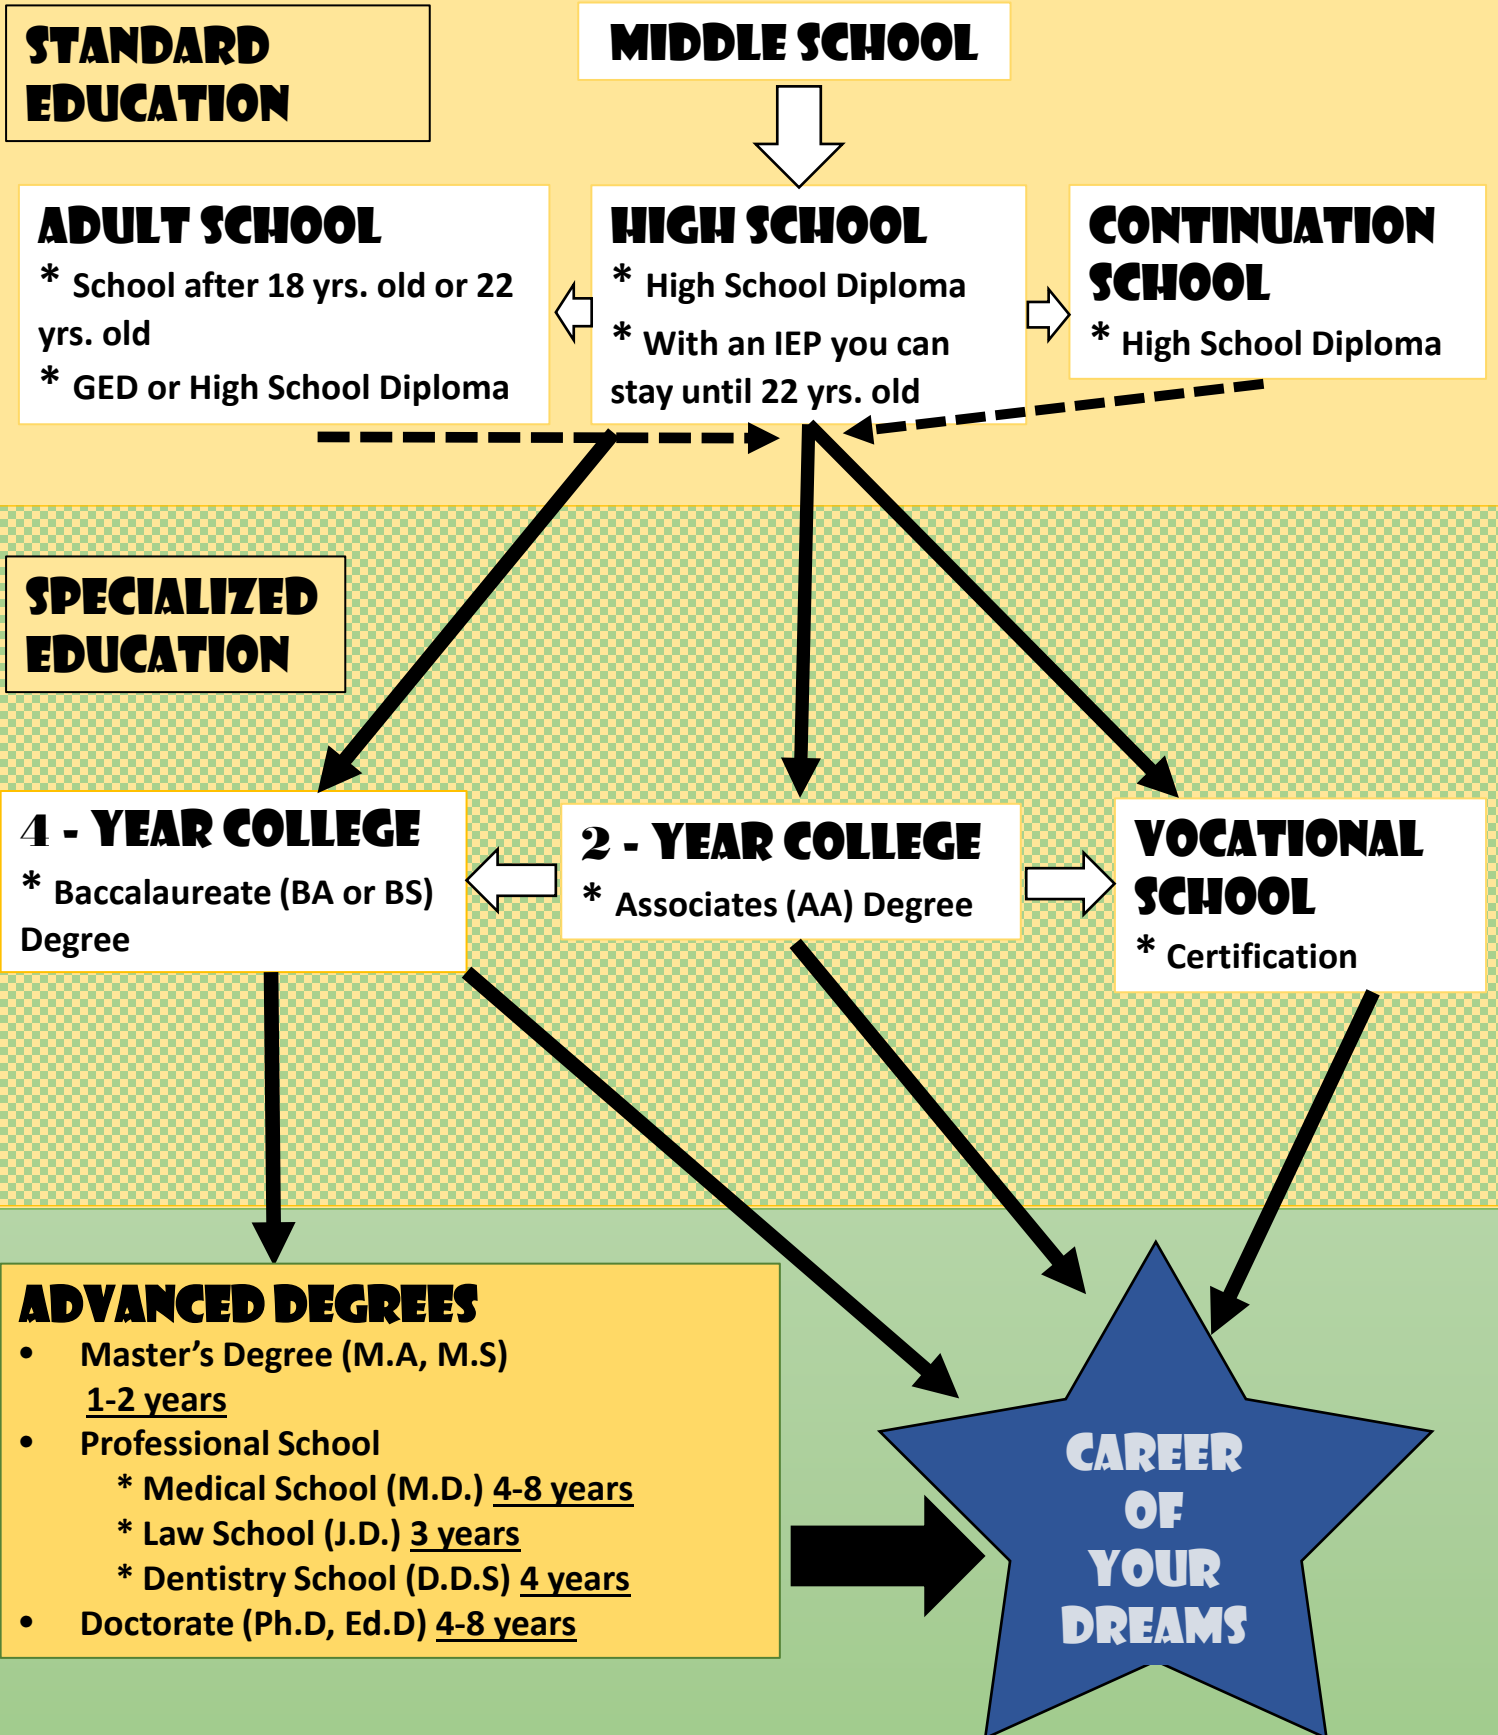 STANDARD
EDUCATION
MIDDLE SCHOOL
ADULT SCHOOL
* School after 18 yrs. old or 22
yrs. old
* GED or High School Diploma
HIGH SCHOOL
* High School Diploma
* With an IEP you can
stay until 22 yrs. old
CONTINUATION
SCHOOL
* High School Diploma
SPECIALIZED
EDUCATION
4 - YEAR COLLEGE
* Baccalaureate (BA or BS)
Degree
2 - YEAR COLLEGE
* Associates (AA) Degree
VOCATIONAL
SCHOOL
* Certification
ADVANCED DEGREES
• Master’s Degree (M.A, M.S)
1-2 years
• Professional School
* Medical School (M.D.) 4-8 years
* Law School (J.D.) 3 years
* Dentistry School (D.D.S) 4 years
• Doctorate (Ph.D, Ed.D) 4-8 years
CAREER
OF
YOUR
DREAMS